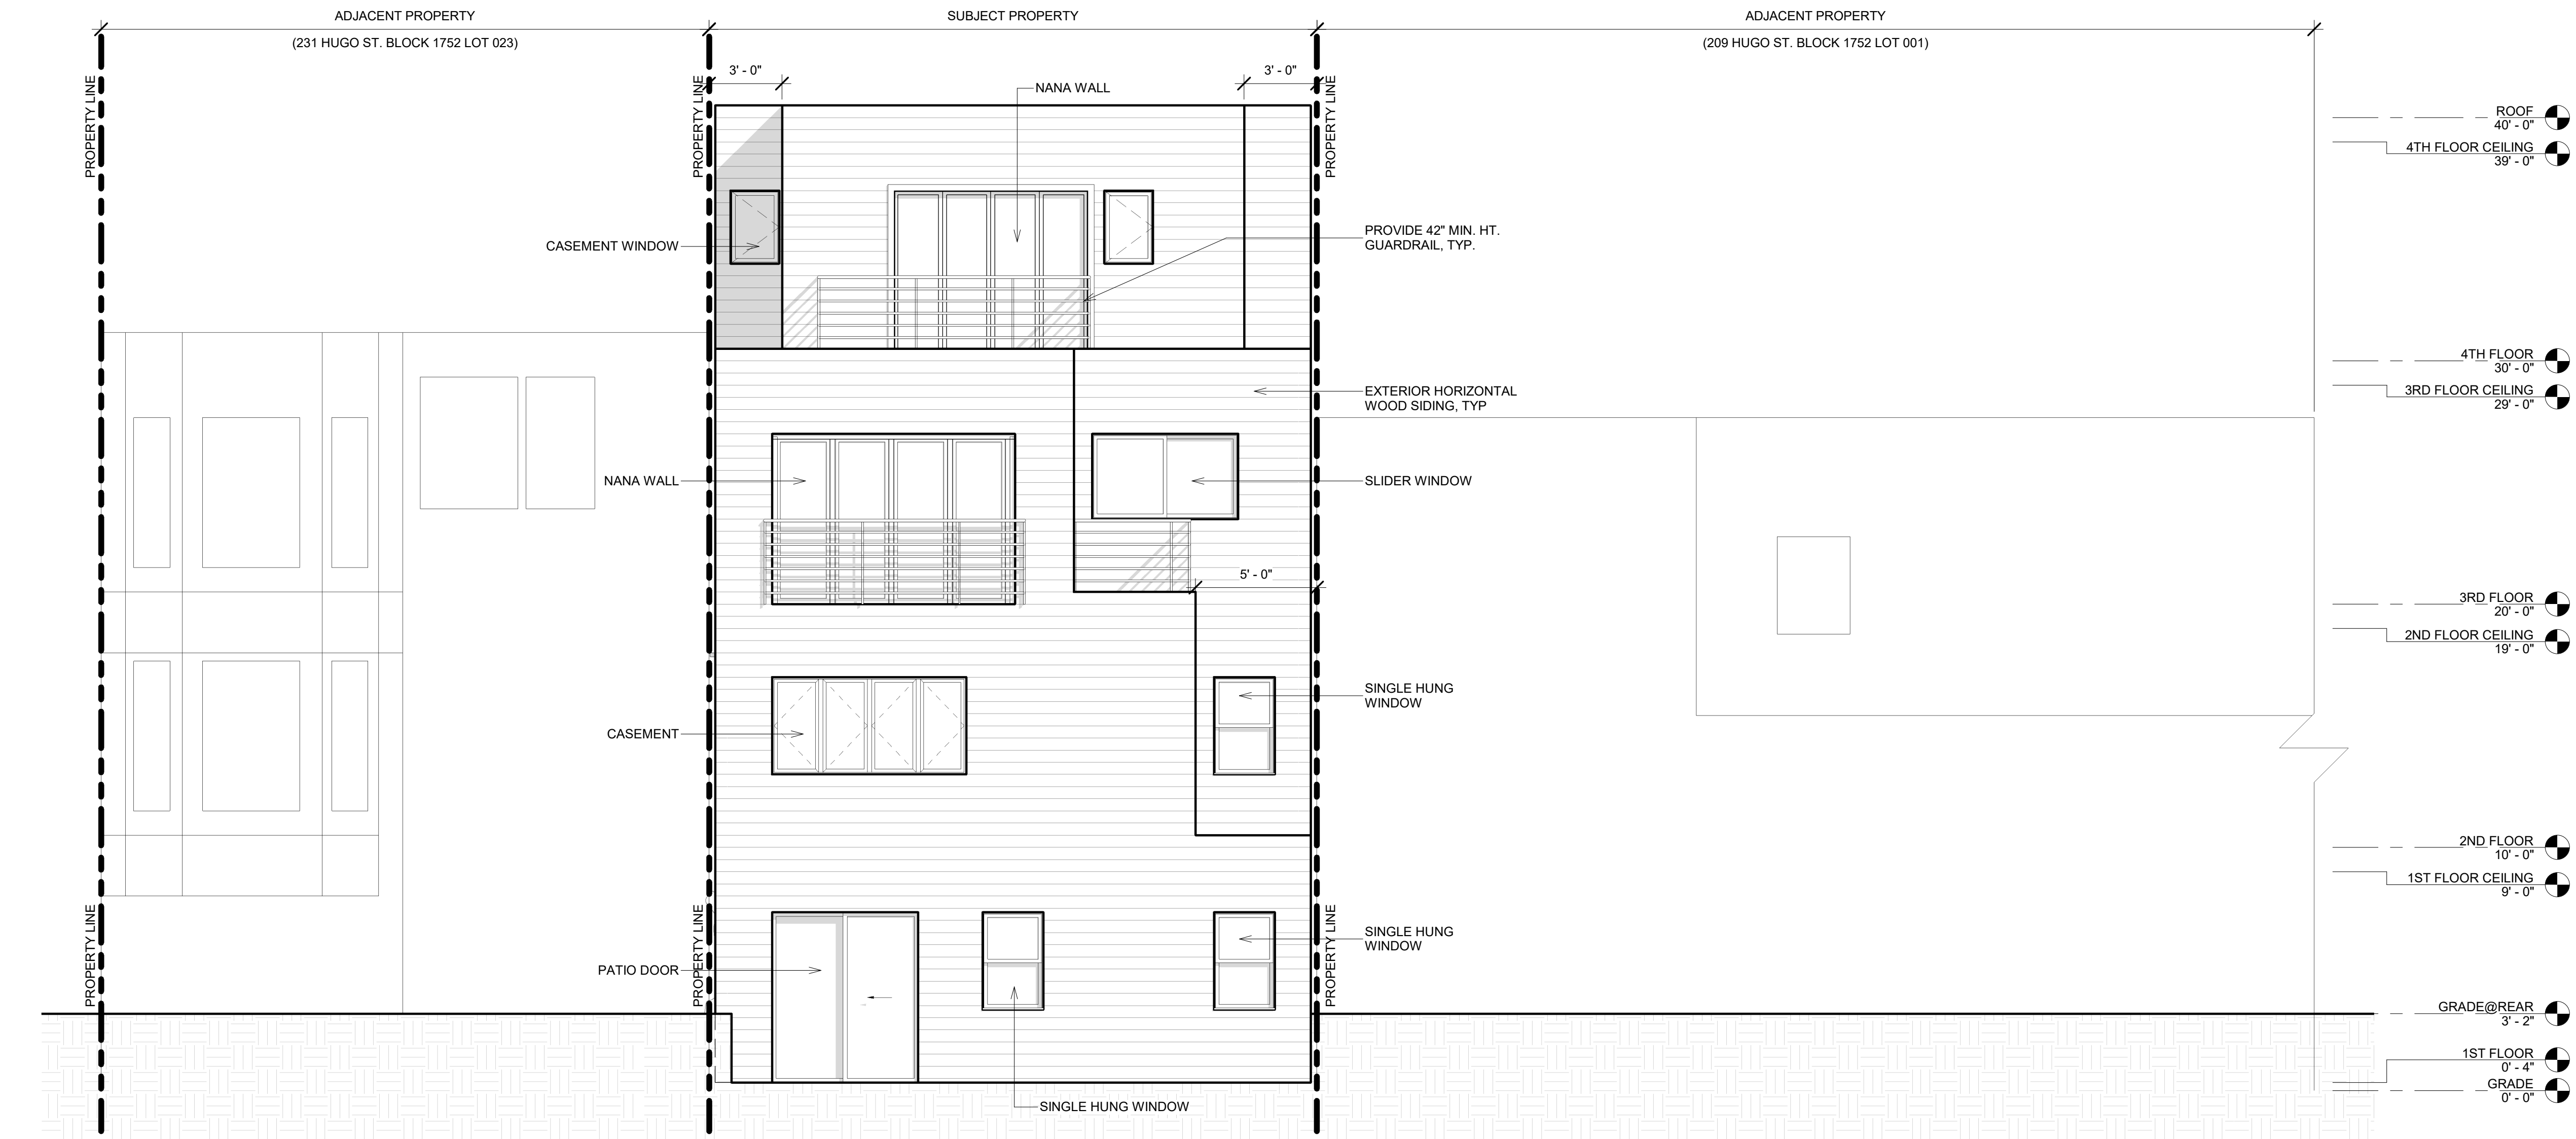 ADJACENT PROPERTY
(231 HUGO ST. BLOCK 1752 LOT 023)
SUBJECT PROPERTY
ADJACENT PROPERTY
(209 HUGO ST. BLOCK 1752 LOT 001)
PROPERTY LINE
PROPERTY LINE
PROPERTY LINE
3' - 0"
3' - 0"
NANA WALL
CASEMENT WINDOW
PROVIDE 42" MIN. HT.
GUARDRAIL, TYP.
EXTERIOR HORIZONTAL
WOOD SIDING, TYP
NANA WALL
SLIDER WINDOW
5' - 0"
SINGLE HUNG
WINDOW
CASEMENT
SINGLE HUNG
WINDOW
PATIO DOOR
SINGLE HUNG WINDOW
PROPERTY LINE
PROPERTY LINE
PROPERTY LINE
ROOF
40' - 0"
4TH FLOOR CEILING
39' - 0"
4TH FLOOR
30' - 0"
3RD FLOOR CEILING
29' - 0"
3RD FLOOR
20' - 0"
2ND FLOOR CEILING
19' - 0"
2ND FLOOR
10' - 0"
1ST FLOOR CEILING
9' - 0"
GRADE@REAR
3' - 2"
1ST FLOOR
0' - 4"
GRADE
0' - 0"